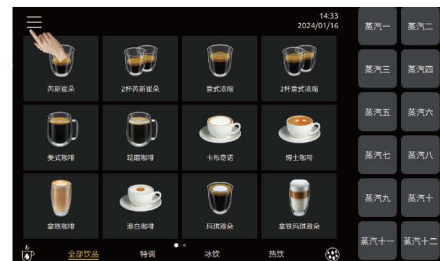 14:33
2024/01/16
芮斯崔朵
2杯芮斯崔朵
意式浓缩
2杯意式浓缩
美式咖啡
现磨咖啡
卡布奇诺
博士咖啡
拿铁咖啡
澳白咖啡
玛琪雅朵
拿铁玛琪雅朵
全部饮品
特调
冰饮
热饮
蒸汽一
蒸汽二
蒸汽三
蒸汽四
蒸汽五
蒸汽六
蒸汽七
蒸汽八
蒸汽九
蒸汽十
蒸汽十一
蒸汽十二